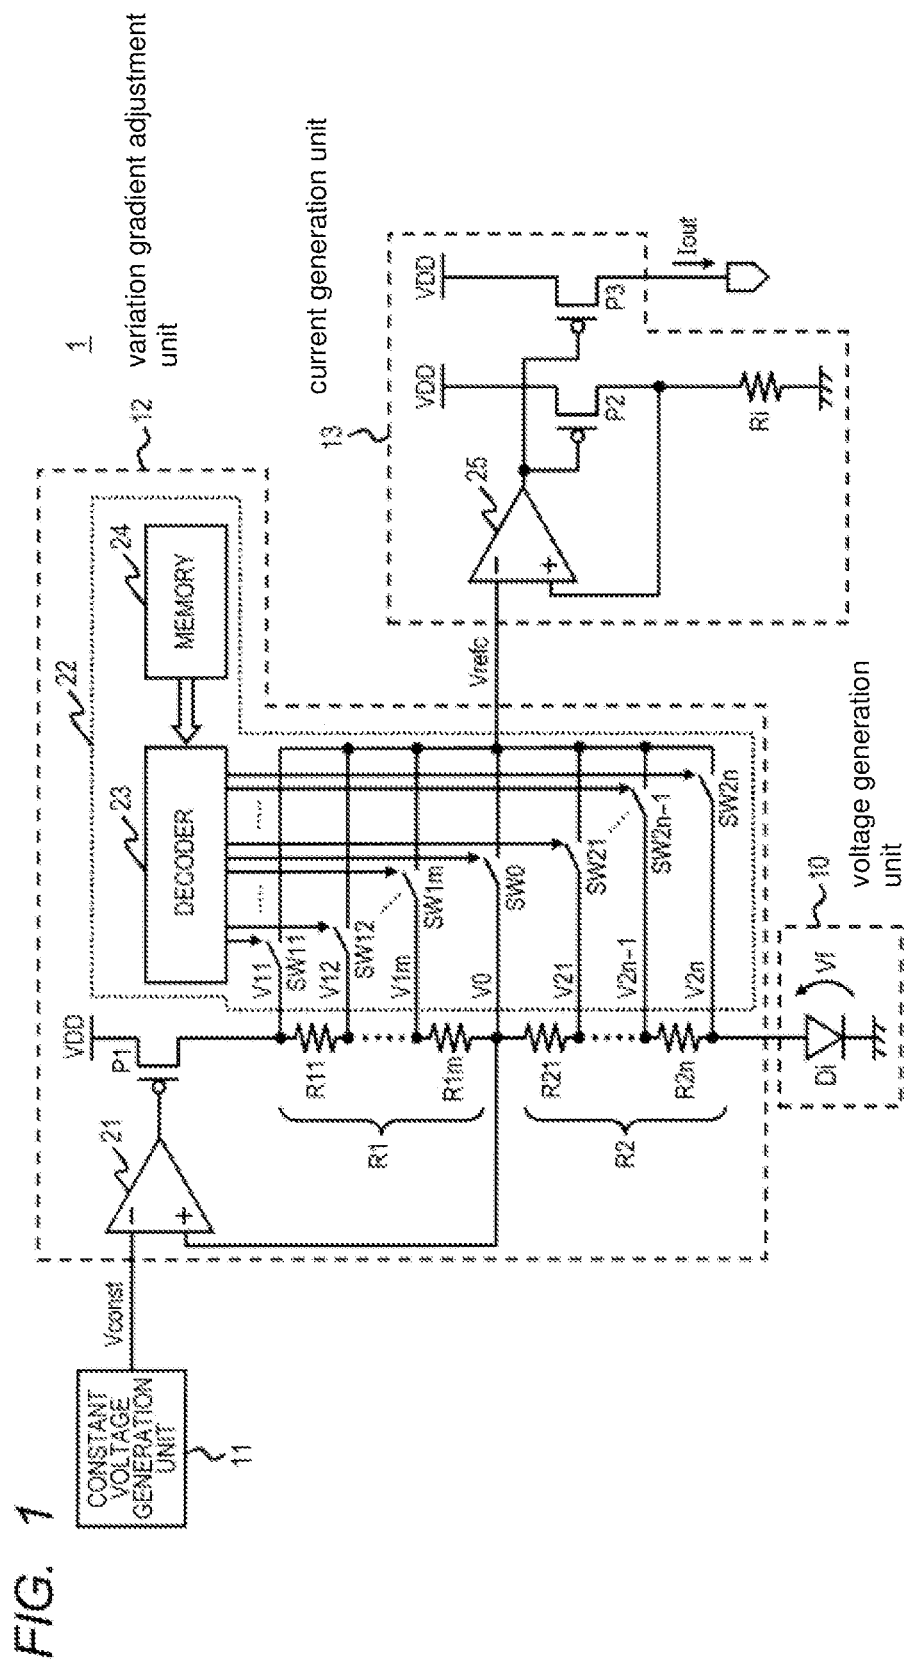 FIG. 1
1
variation gradient adjustment
unit
12
22
24
MEMORY
23
DECODER
VDD
P1
21
−
+
Vconst
CONSTANT
VOLTAGE
GENERATION
UNIT
11
V11
SW11
V12
SW12
V1m
SW1m
V0
SW0
V21
SW21
V2n-1
SW2n-1
V2n
SW2n
R11
R1m
R21
R2n
R1
R2
Vrefc
current generation unit
13
25
−
+
VDD
VDD
P2
P3
Iout
Ri
10
voltage generation
unit
Di
Vf